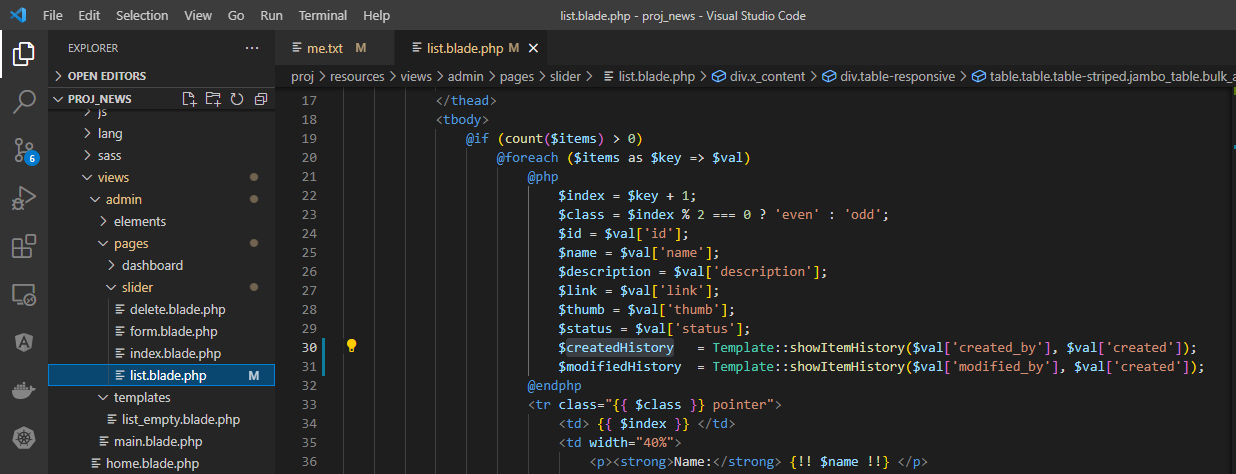 File Edit Selection View Go Run Terminal Help list.blade.php - proj_news - Visual Studio Code
EXPLORER ··· me.txt M list.blade.php M
proj > resources > views > admin > pages > slider > list.blade.php > div.x_content > div.table-responsive > table.table.table-striped.jambo_table.bulk_a
OPEN EDITORS
PROJ_NEWS
js
lang
sass
views
admin
elements
pages
dashboard
slider
delete.blade.php
form.blade.php
index.blade.php
list.blade.php M
templates
list_empty.blade.php
main.blade.php
home.blade.php
6
17 </thead>
18 <tbody>
19 @if (count($items) > 0)
20 @foreach ($items as $key => $val)
21 @php
22 $index = $key + 1;
23 $class = $index % 2 === 0 ? 'even' : 'odd';
24 $id = $val['id'];
25 $name = $val['name'];
26 $description = $val['description'];
27 $link = $val['link'];
28 $thumb = $val['thumb'];
29 $status = $val['status'];
30 $createdHistory = Template::showItemHistory($val['created_by'], $val['created']);
31 $modifiedHistory = Template::showItemHistory($val['modified_by'], $val['created']);
32 @endphp
33 <tr class="{{ $class }} pointer">
34 <td> {{ $index }} </td>
35 <td width="40%">
36 <p><strong>Name:</strong> {!! $name !!} </p>